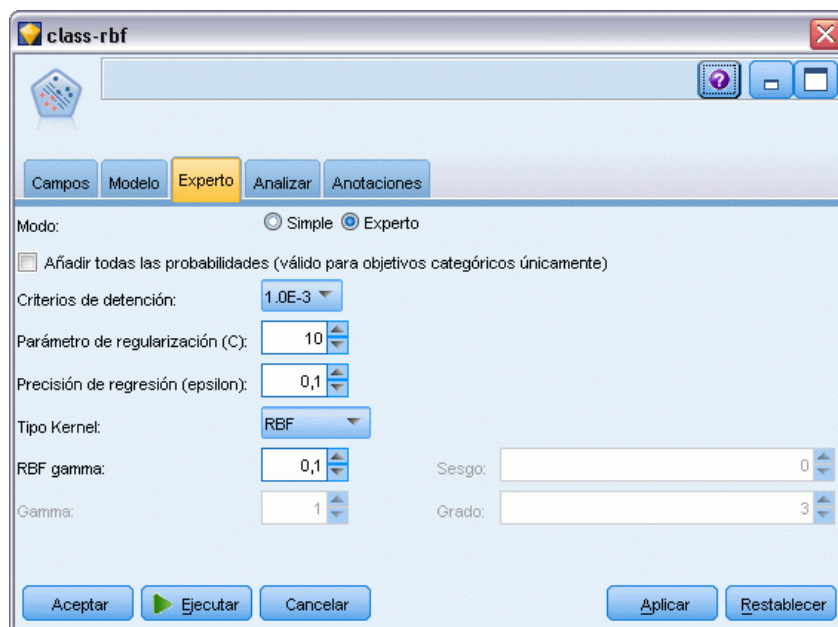 class-rbf
Campos Modelo Experto Analizar Anotaciones
Modo: Simple Experto
Añadir todas las probabilidades (válido para objetivos categóricos únicamente)
Criterios de detención: 1.0E-3
Parámetro de regularización (C): 10
Precisión de regresión (epsilon): 0,1
Tipo Kernel: RBF
RBF gamma: 0,1 Sesgo: 0
Gamma: 1 Grado: 3
Aceptar Ejecutar Cancelar Aplicar Restablecer